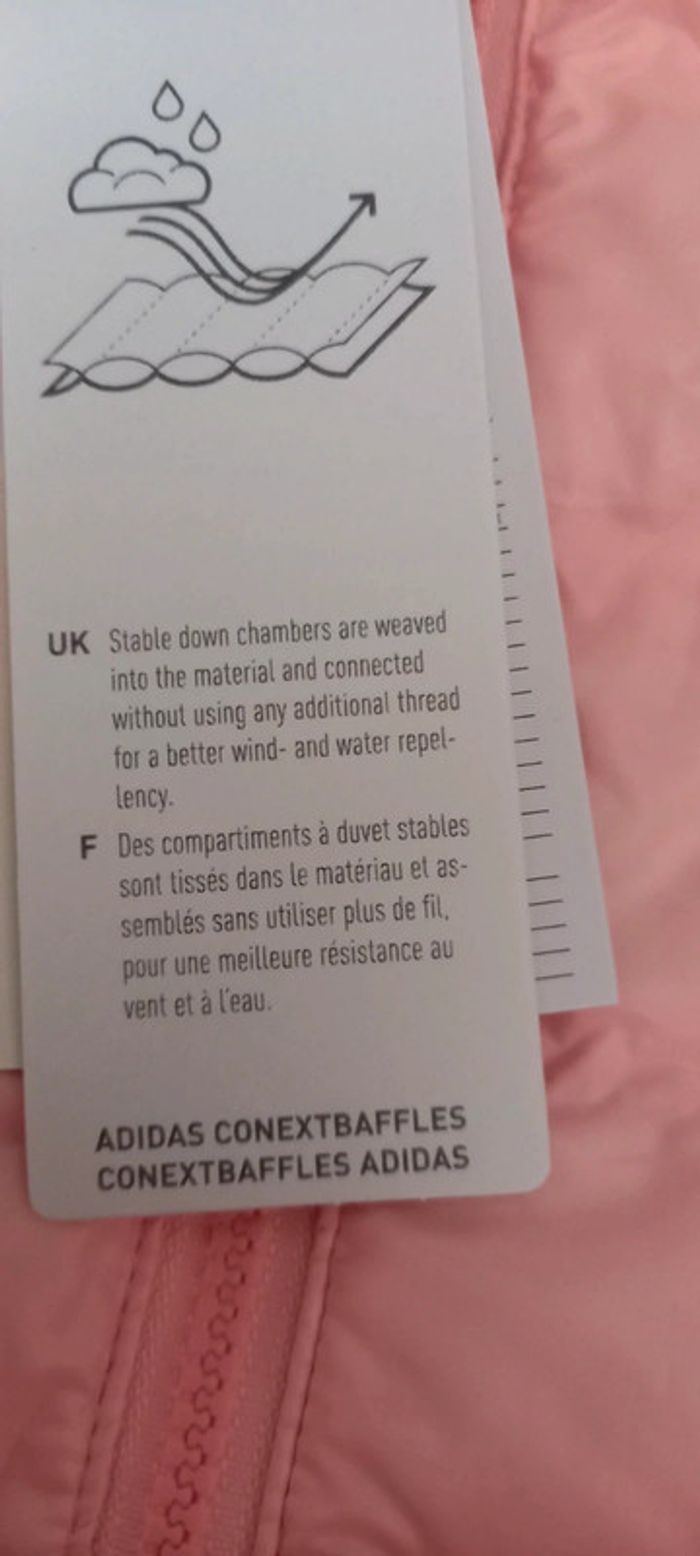 UK Stable down chambers are weaved
into the material and connected
without using any additional thread
for a better wind- and water repel-
lency.
F Des compartiments à duvet stables
sont tissés dans le matériau et as-
semblés sans utiliser plus de fil,
pour une meilleure résistance au
vent et à l'eau.
ADIDAS CONEXTBAFFLES
CONEXTBAFFLES ADIDAS